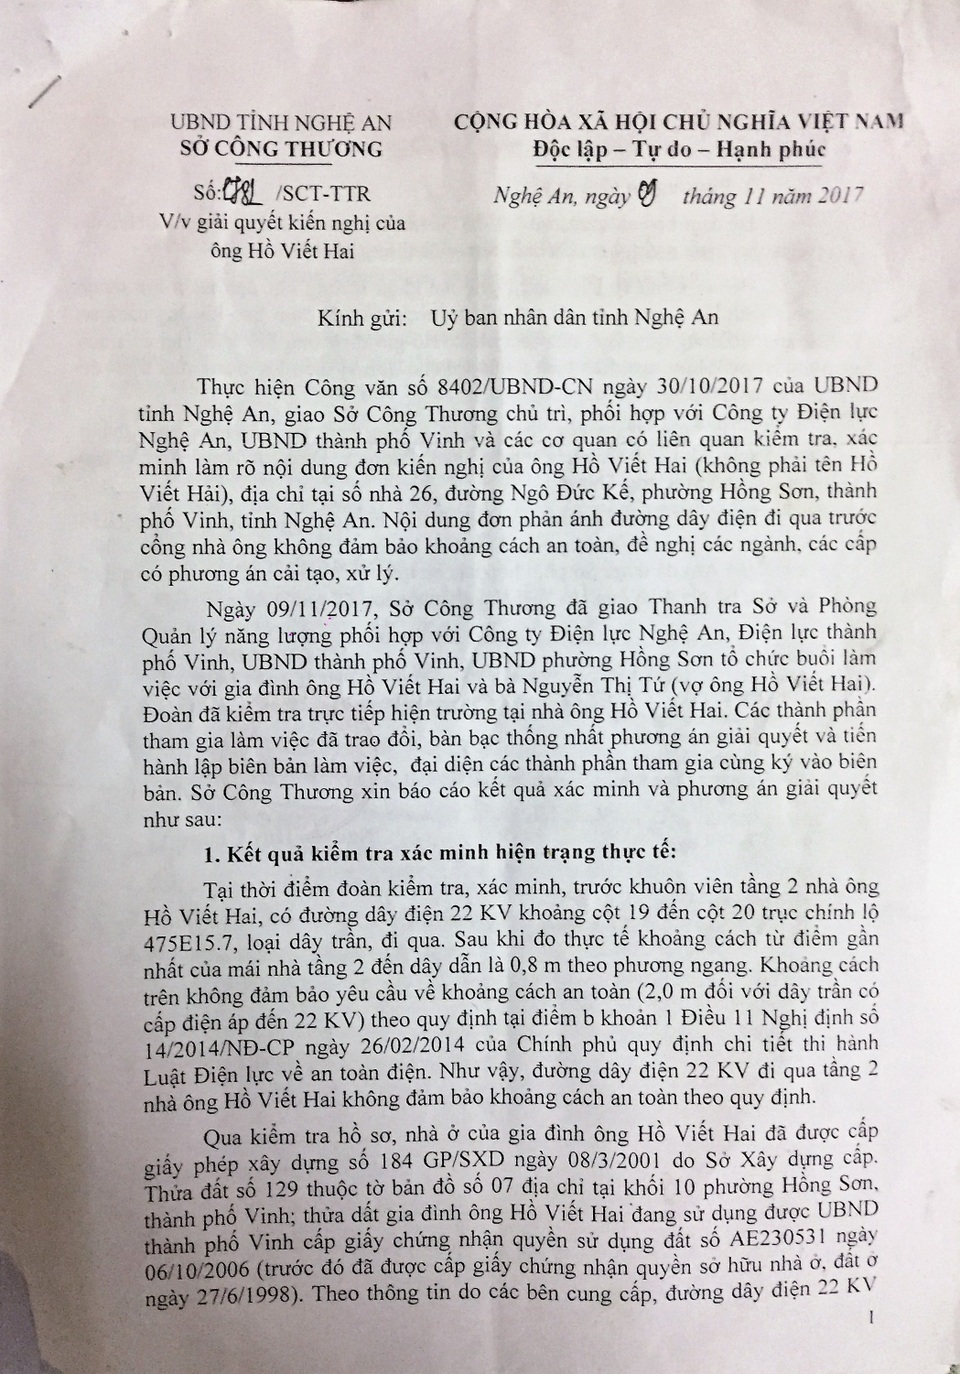 UBND TỈNH NGHỆ AN
SỞ CÔNG THƯƠNG
CỘNG HÒA XÃ HỘI CHỦ NGHĨA VIỆT NAM
Độc lập – Tự do – Hạnh phúc
Số: /SCT-TTR
Nghệ An, ngày tháng 11 năm 2017
V/v giải quyết kiến nghị của
ông Hồ Viết Hai
Kính gửi: Uỷ ban nhân dân tỉnh Nghệ An
Thực hiện Công văn số 8402/UBND-CN ngày 30/10/2017 của UBND
tỉnh Nghệ An, giao Sở Công Thương chủ trì, phối hợp với Công ty Điện lực
Nghệ An, UBND thành phố Vinh và các cơ quan có liên quan kiểm tra, xác
minh làm rõ nội dung đơn kiến nghị của ông Hồ Viết Hai (không phải tên Hồ
Viết Hải), địa chỉ tại số nhà 26, đường Ngô Đức Kế, phường Hồng Sơn, thành
phố Vinh, tỉnh Nghệ An. Nội dung đơn phản ánh đường dây điện đi qua trước
cổng nhà ông không đảm bảo khoảng cách an toàn, đề nghị các ngành, các cấp
có phương án cải tạo, xử lý.
Ngày 09/11/2017, Sở Công Thương đã giao Thanh tra Sở và Phòng
Quản lý năng lượng phối hợp với Công ty Điện lực Nghệ An, Điện lực thành
phố Vinh, UBND thành phố Vinh, UBND phường Hồng Sơn tổ chức buổi làm
việc với gia đình ông Hồ Viết Hai và bà Nguyễn Thị Tứ (vợ ông Hồ Viết Hai).
Đoàn đã kiểm tra trực tiếp hiện trường tại nhà ông Hồ Viết Hai. Các thành phần
tham gia làm việc đã trao đổi, bàn bạc thống nhất phương án giải quyết và tiến
hành lập biên bản làm việc, đại diện các thành phần tham gia cùng ký vào biên
bản. Sở Công Thương xin báo cáo kết quả xác minh và phương án giải quyết
như sau:
1. Kết quả kiểm tra xác minh hiện trạng thực tế:
Tại thời điểm đoàn kiểm tra, xác minh, trước khuôn viên tầng 2 nhà ông
Hồ Viết Hai, có đường dây điện 22 KV khoảng cột 19 đến cột 20 trục chính lộ
475E15.7, loại dây trần, đi qua. Sau khi đo thực tế khoảng cách từ điểm gần
nhất của mái nhà tầng 2 đến dây dẫn là 0,8 m theo phương ngang. Khoảng cách
trên không đảm bảo yêu cầu về khoảng cách an toàn (2,0 m đối với dây trần có
cấp điện áp đến 22 KV) theo quy định tại điểm b khoản 1 Điều 11 Nghị định số
14/2014/NĐ-CP ngày 26/02/2014 của Chính phủ quy định chi tiết thi hành
Luật Điện lực về an toàn điện. Như vậy, đường dây điện 22 KV đi qua tầng 2
nhà ông Hồ Viết Hai không đảm bảo khoảng cách an toàn theo quy định.
Qua kiểm tra hồ sơ, nhà ở của gia đình ông Hồ Viết Hai đã được cấp
giấy phép xây dựng số 184 GP/SXD ngày 08/3/2001 do Sở Xây dựng cấp.
Thửa đất số 129 thuộc tờ bản đồ số 07 địa chỉ tại khối 10 phường Hồng Sơn,
thành phố Vinh; thửa dất gia đình ông Hồ Viết Hai đang sử dụng được UBND
thành phố Vinh cấp giấy chứng nhận quyền sử dụng đất số AE230531 ngày
06/10/2006 (trước đó đã được cấp giấy chứng nhận quyền sở hữu nhà ở, đất ở
ngày 27/6/1998). Theo thông tin do các bên cung cấp, đường dây điện 22 KV
1